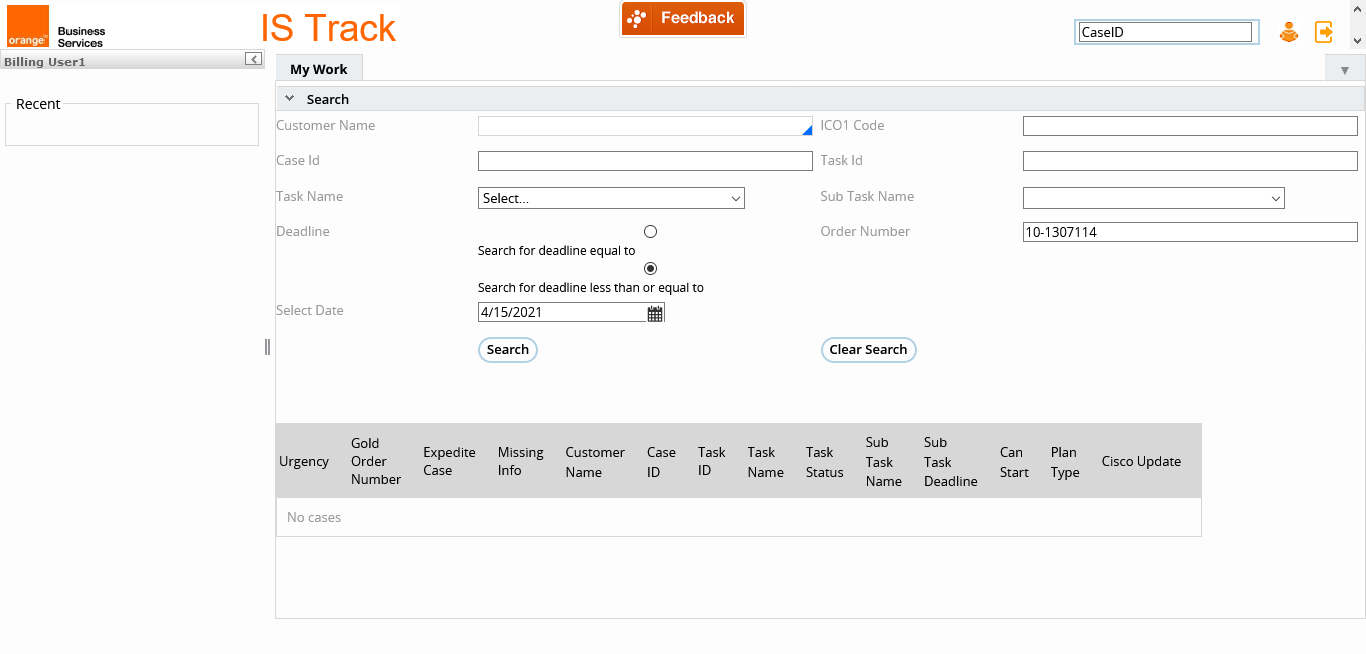 orange™
Business
Services
IS Track
Feedback
CaseID
Billing User1
Recent
My Work
Search
Customer Name
ICO1 Code
Case Id
Task Id
Task Name
Select...
Sub Task Name
Deadline
Search for deadline equal to
Search for deadline less than or equal to
Order Number
10-1307114
Select Date
4/15/2021
Search
Clear Search
Urgency
Gold
Order
Number
Expedite
Case
Missing
Info
Customer
Name
Case
ID
Task
ID
Task
Name
Task
Status
Sub
Task
Name
Sub
Task
Deadline
Can
Start
Plan
Type
Cisco Update
No cases